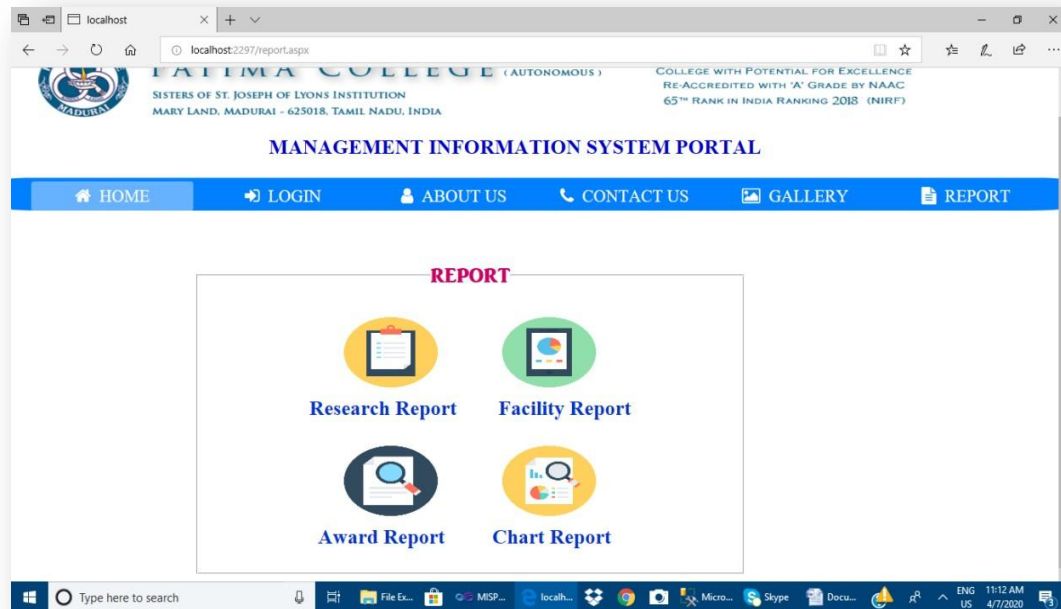 localhost
localhost:2297/report.aspx
FATIMA COLLEGE (AUTONOMOUS)
SISTERS OF ST. JOSEPH OF LYONS INSTITUTION
MARY LAND, MADURAI - 625018, TAMIL NADU, INDIA
COLLEGE WITH POTENTIAL FOR EXCELLENCE
RE-ACCREDITED WITH 'A' GRADE BY NAAC
65TH RANK IN INDIA RANKING 2018 (NIRF)
MADURAI
MANAGEMENT INFORMATION SYSTEM PORTAL
HOME LOGIN ABOUT US CONTACT US GALLERY REPORT
REPORT
Research Report Facility Report
Award Report Chart Report
Type here to search File Ex... MISP... localh... Micro... Skype Docu... ENG US 11:12 AM 4/7/2020